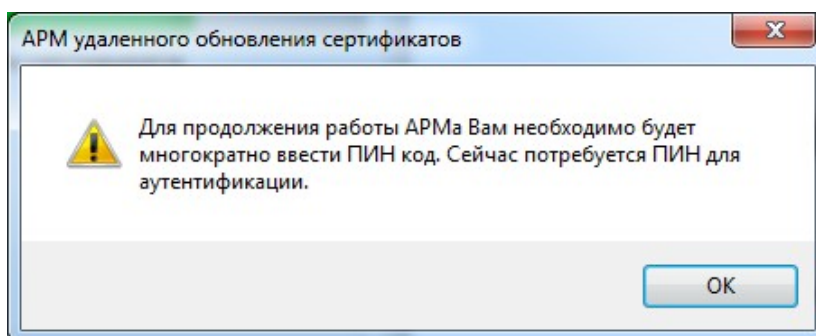 АРМ удаленного обновления сертификатов
Для продолжения работы АРМа Вам необходимо будет
многократно ввести ПИН код. Сейчас потребуется ПИН для
аутентификации.
OK